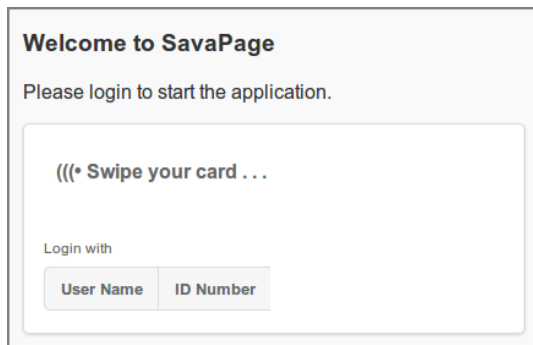 Welcome to SavaPage
Please login to start the application.
(((• Swipe your card . . .
Login with
User Name ID Number